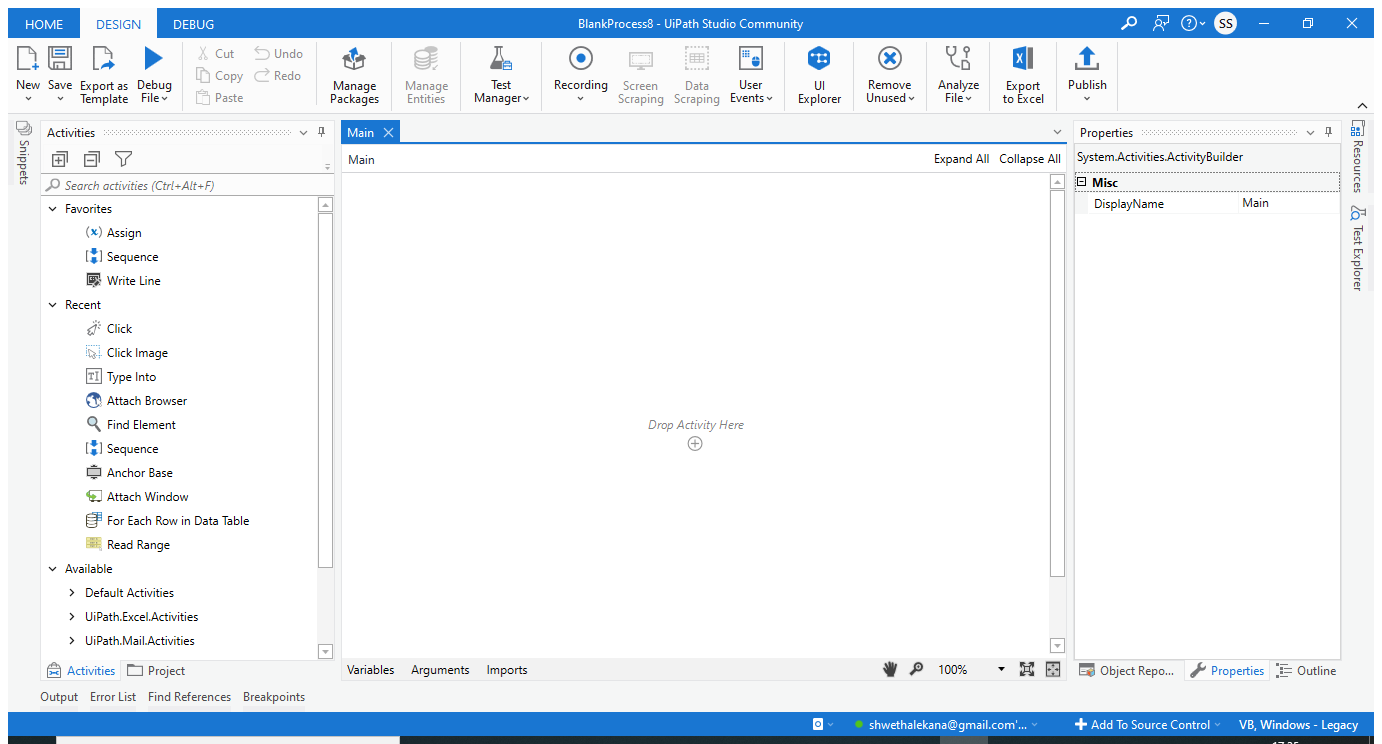 HOME DESIGN DEBUG BlankProcess8 - UiPath Studio Community SS
New Save Export as Template Debug File
Cut Undo
Copy Redo
Paste
Manage Packages
Manage Entities
Test Manager
Recording
Screen Scraping
Data Scraping
User Events
UI Explorer
Remove Unused
Analyze File
Export to Excel
Publish
Snippets
Activities
Search activities (Ctrl+Alt+F)
Favorites
Assign
Sequence
Write Line
Recent
Click
Click Image
Type Into
Attach Browser
Find Element
Sequence
Anchor Base
Attach Window
For Each Row in Data Table
Read Range
Available
Default Activities
UiPath.Excel.Activities
UiPath.Mail.Activities
Activities Project
Main
Main Expand All Collapse All
Drop Activity Here
Variables Arguments Imports 100%
Properties
System.Activities.ActivityBuilder
Misc
DisplayName Main
Object Repo... Properties Outline
Resources
Test Explorer
Output Error List Find References Breakpoints
shwethalekana@gmail.com'... Add To Source Control VB, Windows - Legacy